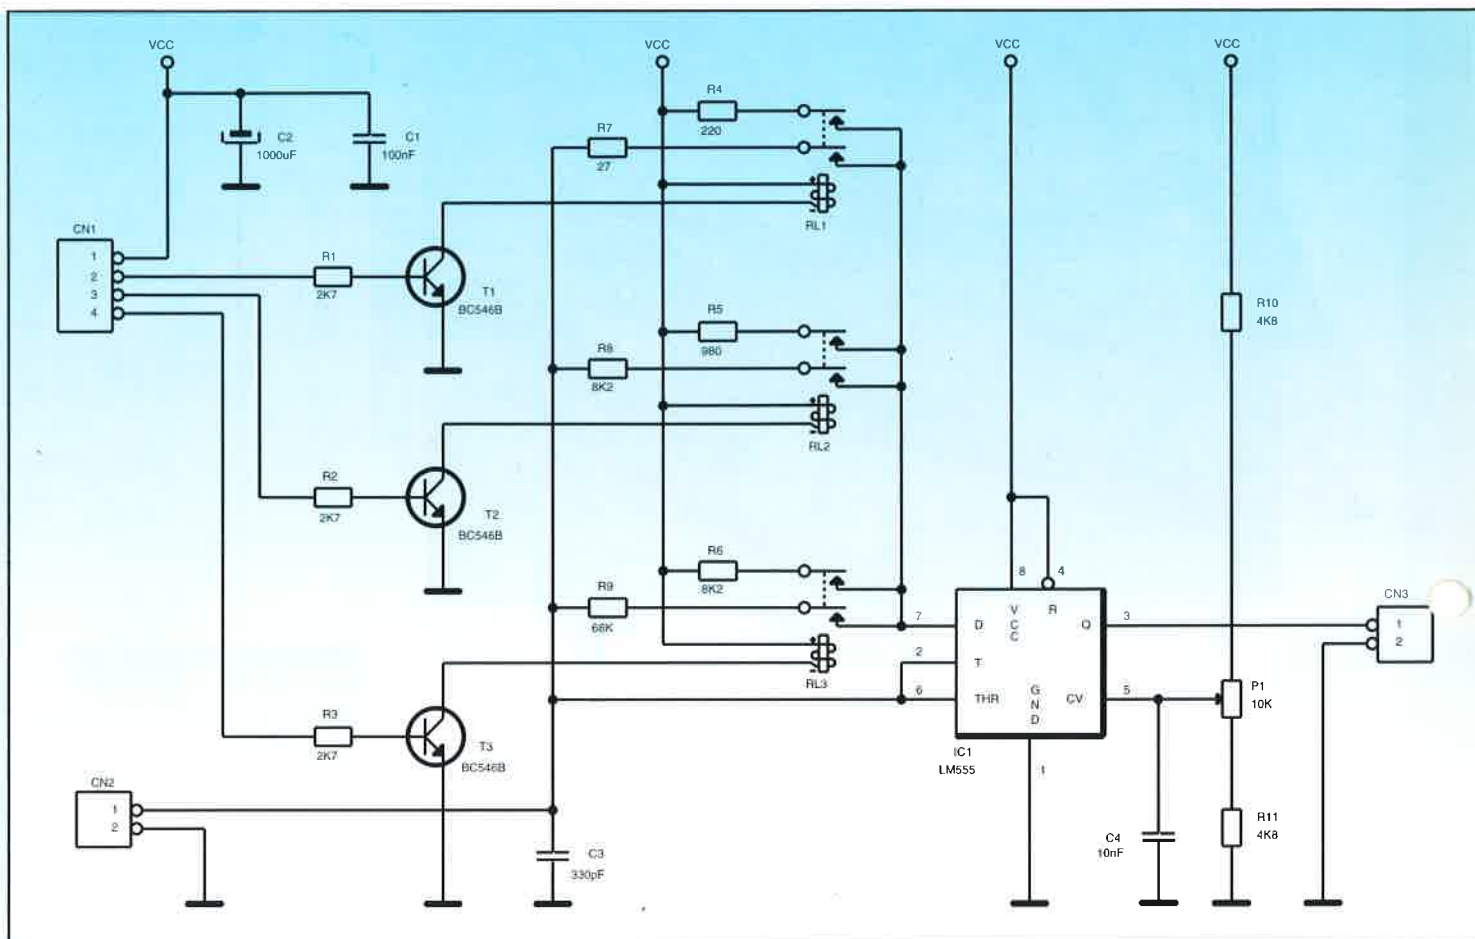 VCC
VCC
VCC
VCC
C2
1000uF
C1
100nF
R4
220
R7
27
RL1
CN1
1
2
3
4
R1
2K7
T1
BC546B
R5
980
R8
8K2
RL2
R10
4K8
R2
2K7
T2
BC546B
R6
8K2
R9
68K
RL3
8
4
7
2
6
D
T
THR
VCC
R
Q
GND
CV
3
5
1
IC1
LM555
CN3
1
2
P1
10K
R3
2K7
T3
BC546B
CN2
1
2
C3
330pF
C4
10nF
R11
4K8